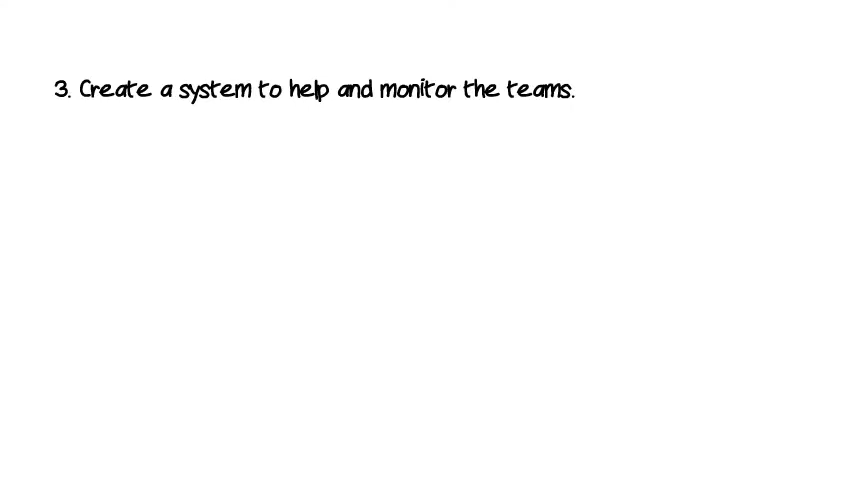 3. Create a system to help and monitor the teams.